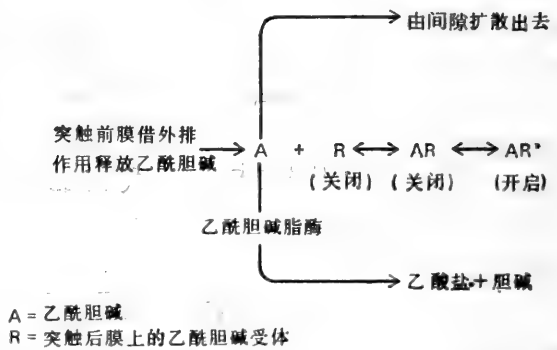 由间隙扩散出去
突触前膜借外排
作用释放乙酰胆碱
A + R AR AR*
(关闭) (关闭) (开启)
乙酰胆碱脂酶
乙酸盐+胆碱
A = 乙酰胆碱
R = 突触后膜上的乙酰胆碱受体